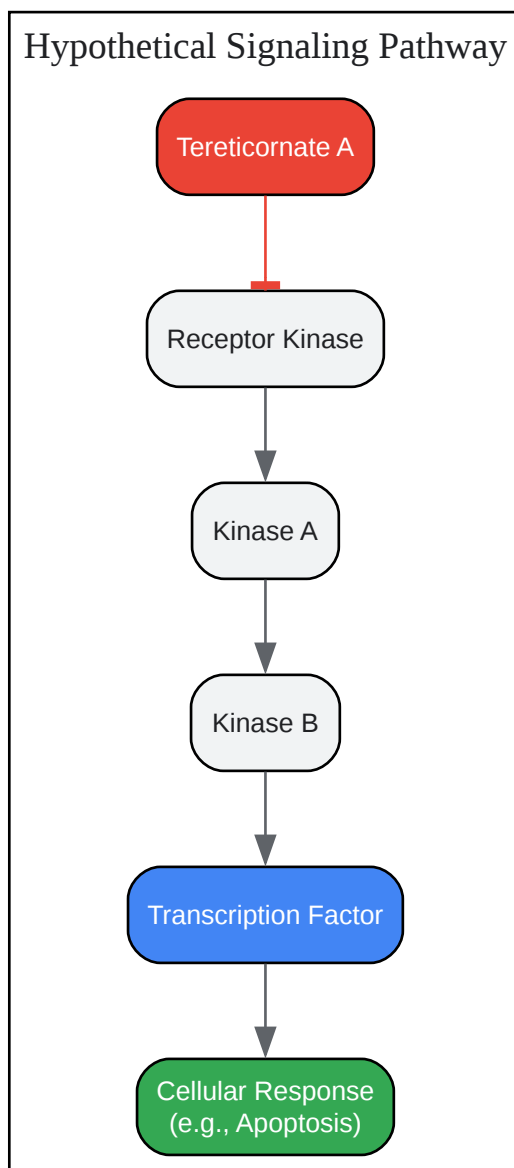 Hypothetical Signaling Pathway
Tereticornate A
Receptor Kinase
Kinase A
Kinase B
Transcription Factor
Cellular Response
(e.g., Apoptosis)